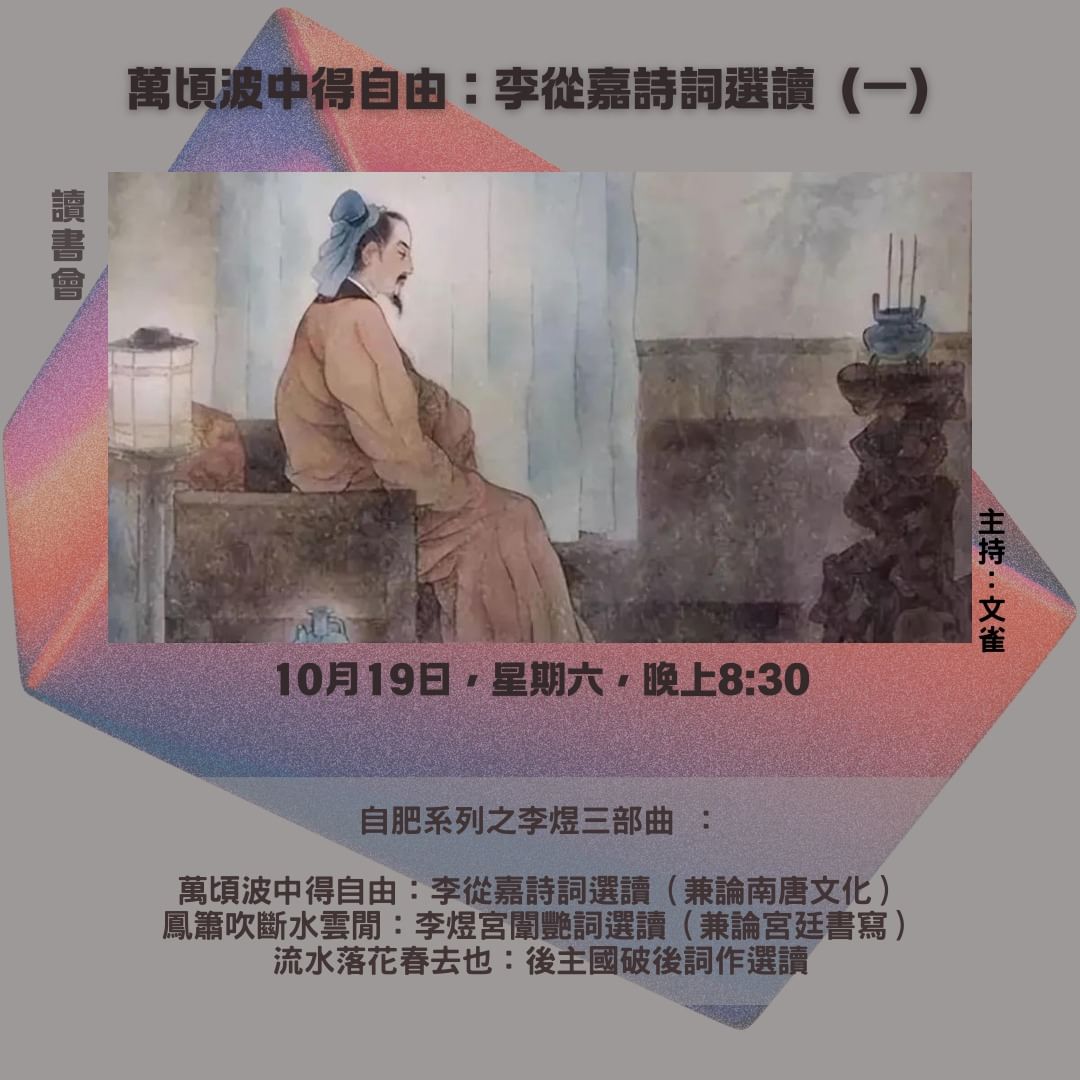 萬頃波中得自由：李從嘉詩詞選讀（一）
讀書會
主持：文雀
10月19日，星期六，晚上8:30
自肥系列之李煜三部曲 ：
萬頃波中得自由：李從嘉詩詞選讀（兼論南唐文化）
鳳簫吹斷水雲閒：李煜宮闈艷詞選讀（兼論宮廷書寫）
流水落花春去也：後主國破後詞作選讀